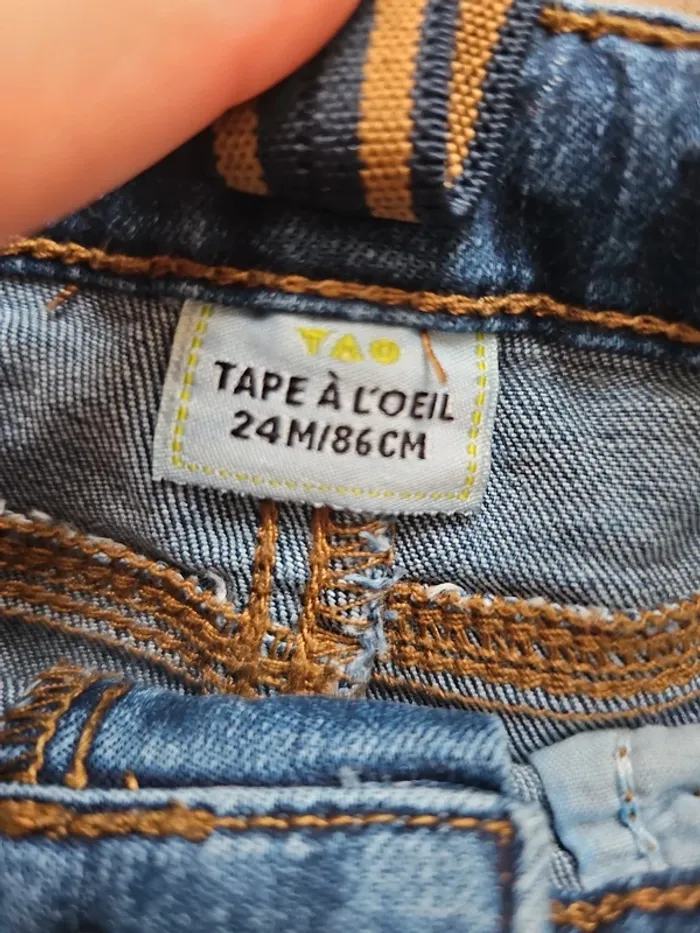 TAO
TAPE À L'OEIL
24M/86CM